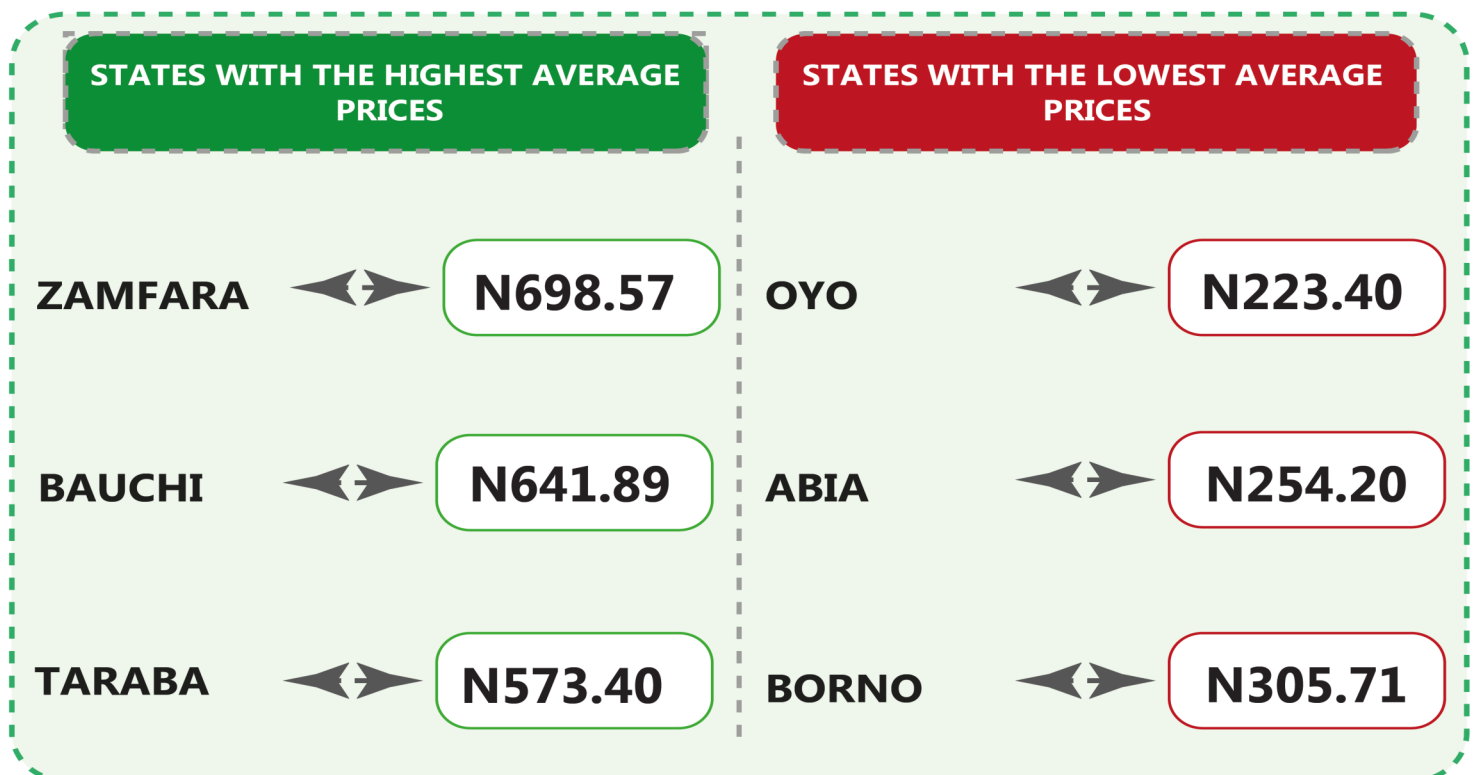 STATES WITH THE HIGHEST AVERAGE
PRICES
ZAMFARA N698.57
BAUCHI N641.89
TARABA N573.40
STATES WITH THE LOWEST AVERAGE
PRICES
OYO N223.40
ABIA N254.20
BORNO N305.71